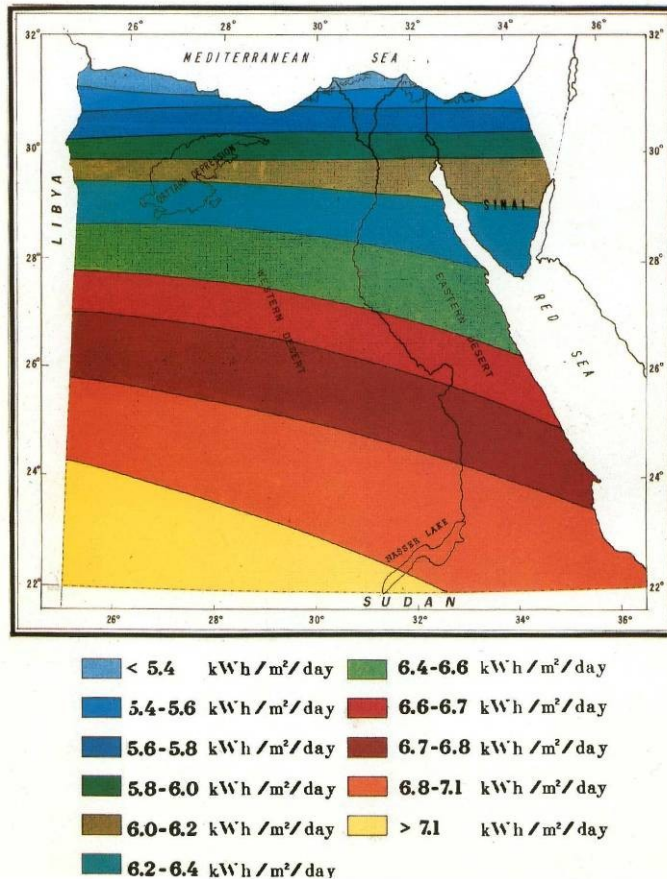 26° 28° 30° 32° 34°
32° MEDITERRANEAN SEA 32°
30° QATTARA DEPRESSION 30°
LIBYA
SINAI
28° 28°
WESTERN DESERT
EASTERN DESERT
RED SEA
26° 26°
24° 24°
NASSER LAKE
22° 22°
SUDAN
26° 28° 30° 32° 34° 36°
< 5.4 kWh/m²/day
5.4-5.6 kWh/m²/day
5.6-5.8 kWh/m²/day
5.8-6.0 kWh/m²/day
6.0-6.2 kWh/m²/day
6.2-6.4 kWh/m²/day
6.4-6.6 kWh/m²/day
6.6-6.7 kWh/m²/day
6.7-6.8 kWh/m²/day
6.8-7.1 kWh/m²/day
> 7.1 kWh/m²/day